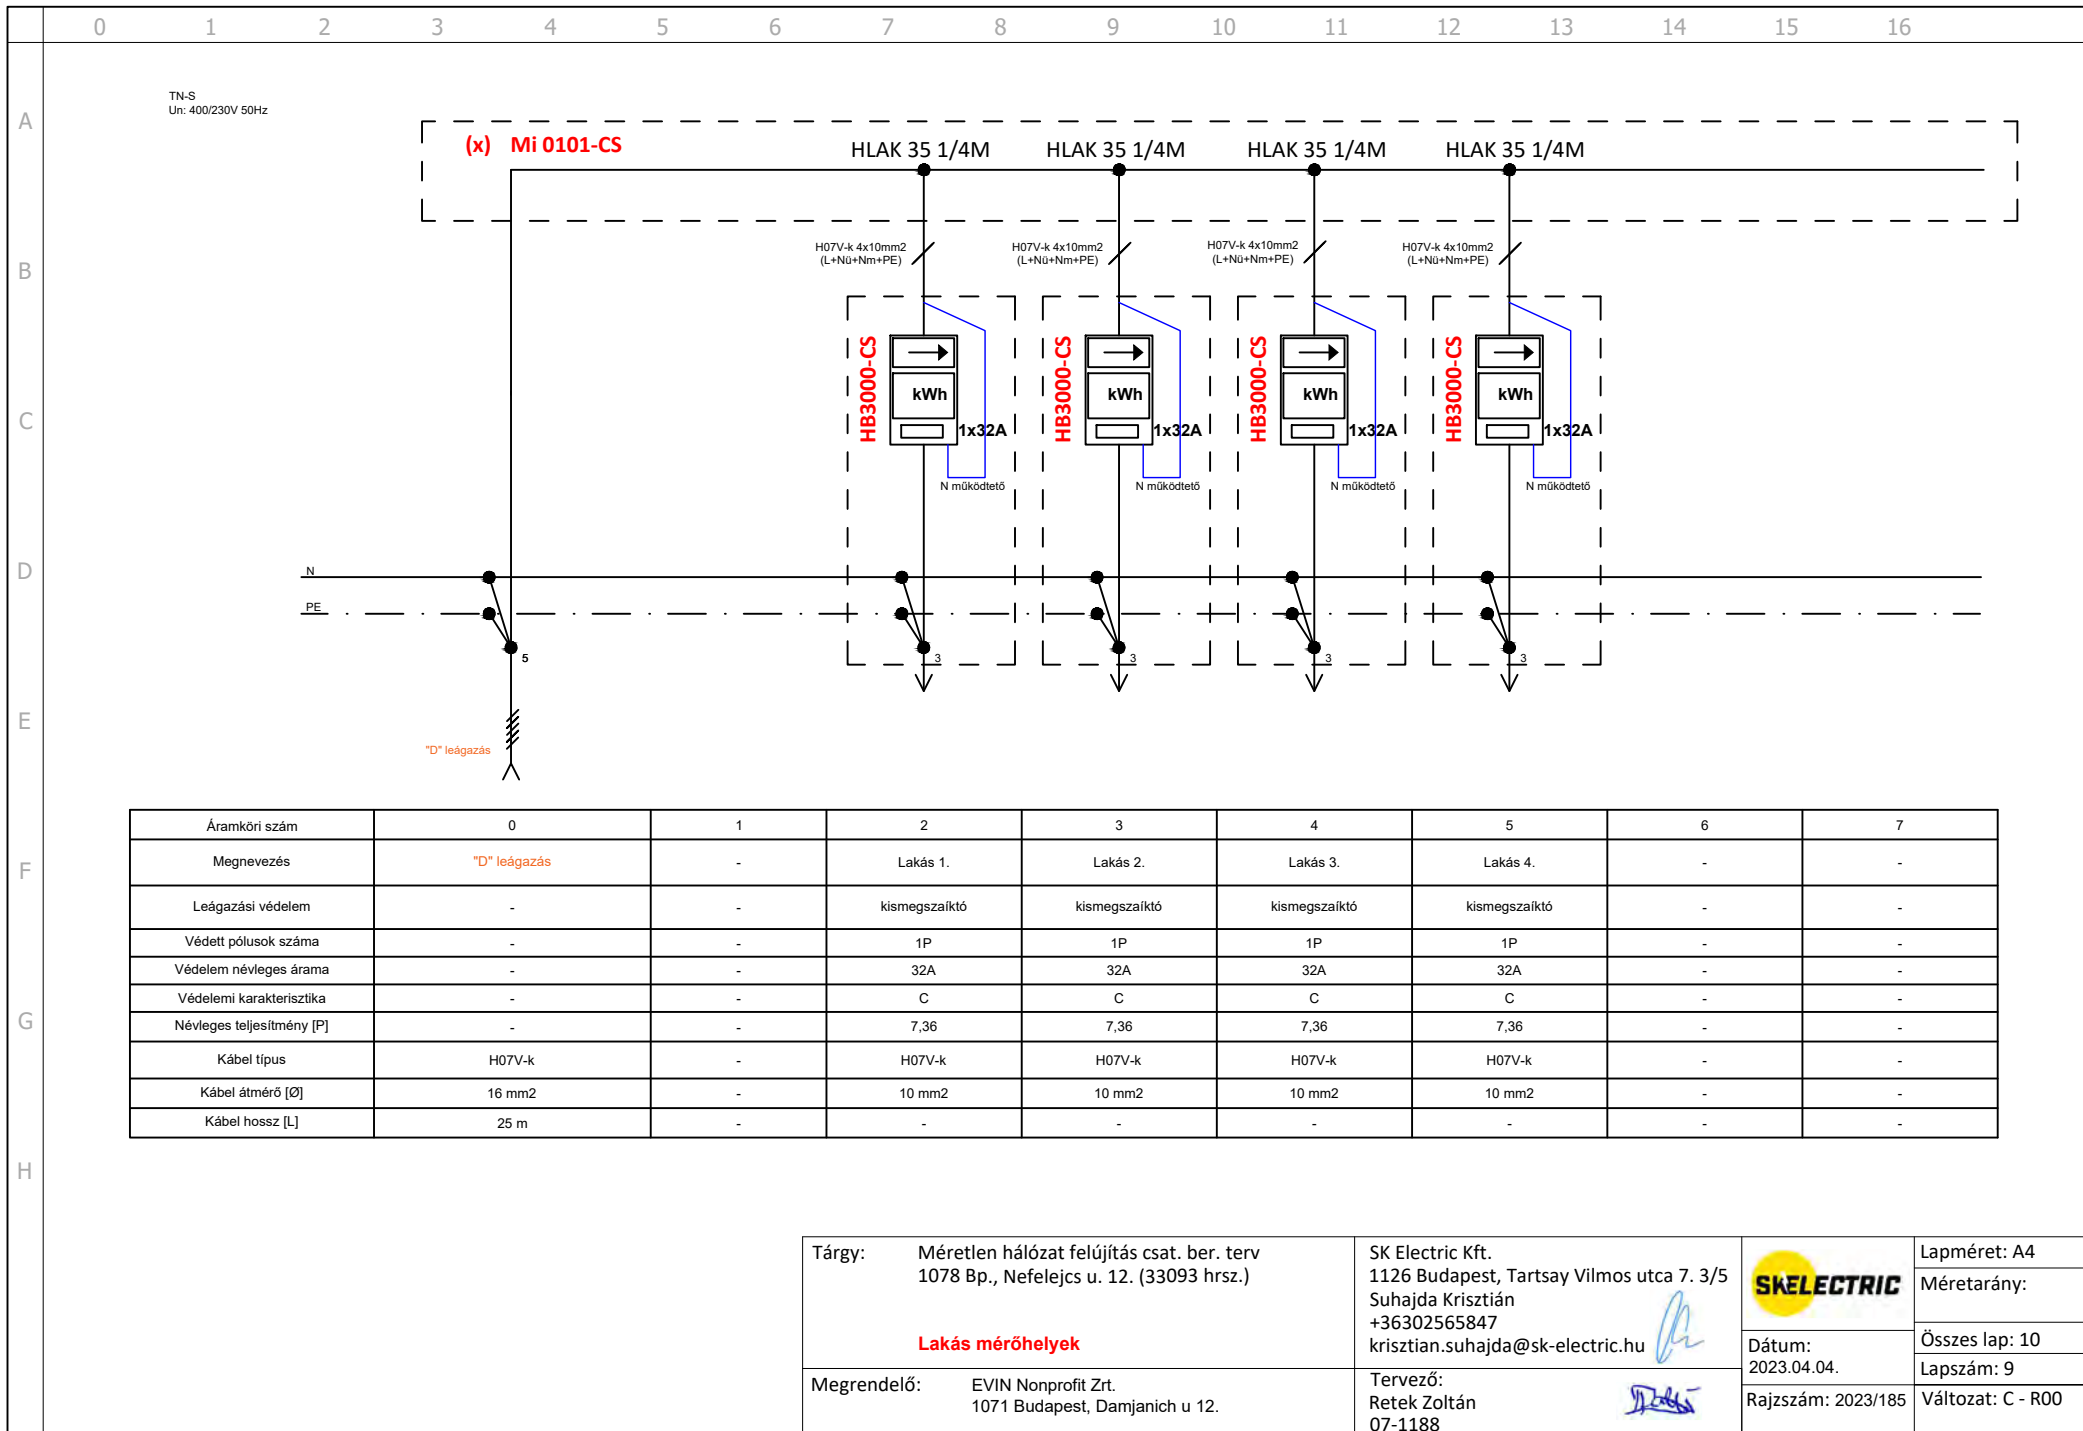 0 1 2 3 4 5 6 7 8 9 10 11 12 13 14 15 16
A
B
C
D
E
F
G
H
TN-S
Un: 400/230V 50Hz
(x) Mi 0101-CS
HLAK 35 1/4M HLAK 35 1/4M HLAK 35 1/4M HLAK 35 1/4M
H07V-k 4x10mm2 H07V-k 4x10mm2 H07V-k 4x10mm2 H07V-k 4x10mm2
(L+Nü+Nm+PE) (L+Nü+Nm+PE) (L+Nü+Nm+PE) (L+Nü+Nm+PE)
HB3000-CS HB3000-CS HB3000-CS HB3000-CS
kWh kWh kWh kWh
1x32A 1x32A 1x32A 1x32A
N működtető N működtető N működtető N működtető
N
PE
5 3 3 3 3
"D" leágazás
Áramköri szám 0 1 2 3 4 5 6 7
Megnevezés "D" leágazás - Lakás 1. Lakás 2. Lakás 3. Lakás 4. - -
Leágazási védelem - - kismegszaíktó kismegszaíktó kismegszaíktó kismegszaíktó - -
Védett pólusok száma - - 1P 1P 1P 1P - -
Védelem névleges árama - - 32A 32A 32A 32A - -
Védelemi karakterisztika - - C C C C - -
Névleges teljesítmény [P] - - 7,36 7,36 7,36 7,36 - -
Kábel típus H07V-k - H07V-k H07V-k H07V-k H07V-k - -
Kábel átmérő [Ø] 16 mm2 - 10 mm2 10 mm2 10 mm2 10 mm2 - -
Kábel hossz [L] 25 m - - - - - - -
Tárgy: Méretlen hálózat felújítás csat. ber. terv
1078 Bp., Nefelejcs u. 12. (33093 hrsz.)
Lakás mérőhelyek
Megrendelő: EVIN Nonprofit Zrt.
1071 Budapest, Damjanich u 12.
SK Electric Kft.
1126 Budapest, Tartsay Vilmos utca 7. 3/5
Suhajda Krisztián
+36302565847
krisztian.suhajda@sk-electric.hu
Tervező:
Retek Zoltán
07-1188
SKELECTRIC
Dátum:
2023.04.04.
Rajzszám: 2023/185
Lapméret: A4
Méretarány:
Összes lap: 10
Lapszám: 9
Változat: C - R00